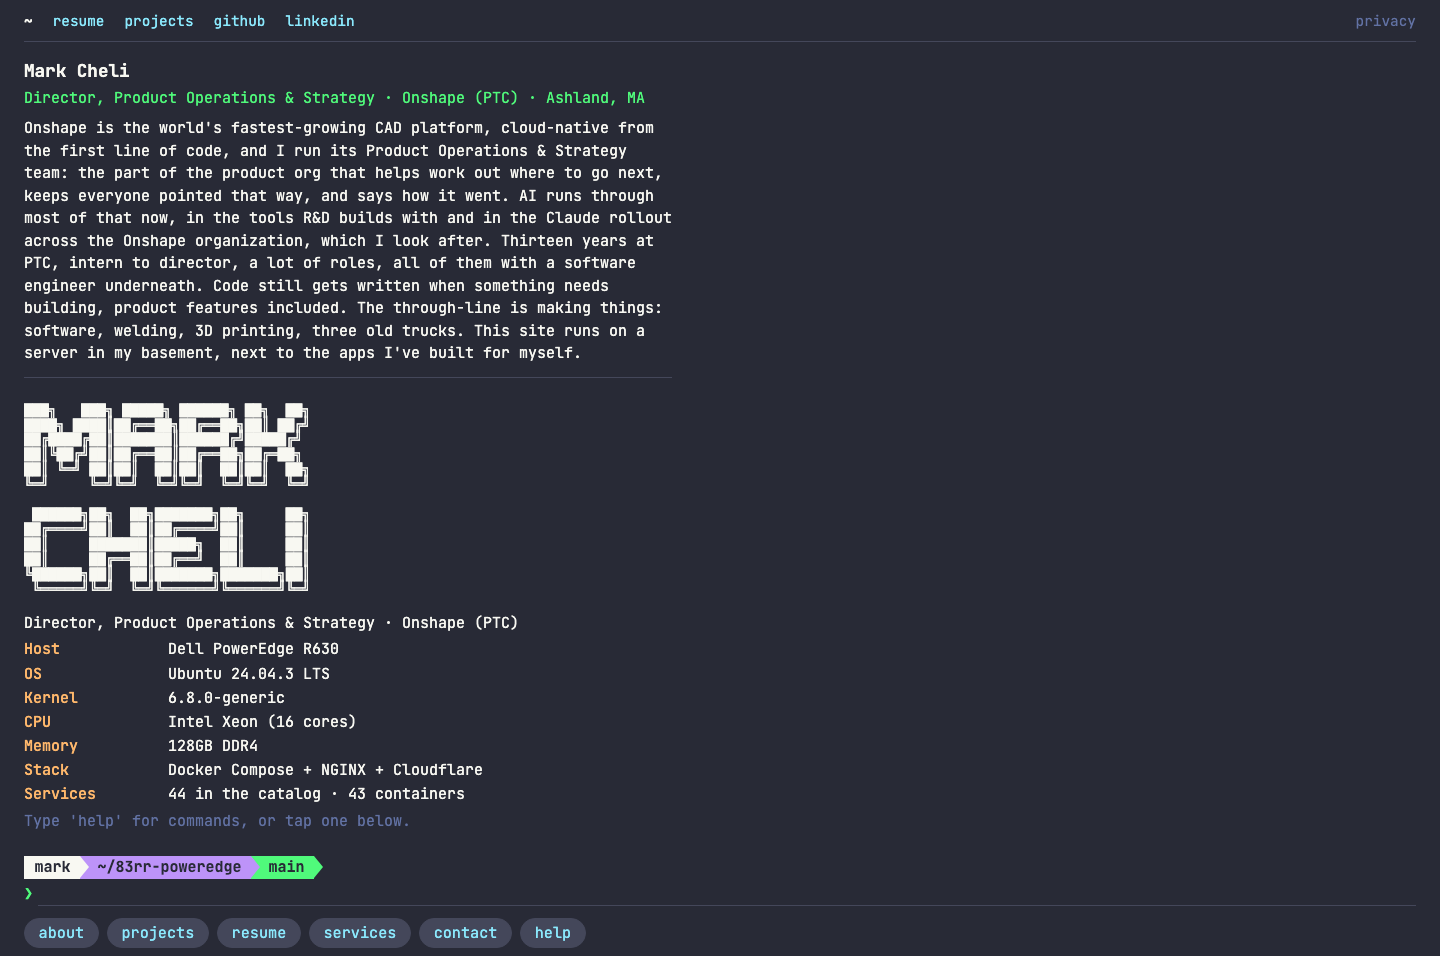 ~ resume projects github linkedin privacy
Mark Cheli
Director, Product Operations & Strategy · Onshape (PTC) · Ashland, MA
Onshape is the world's fastest-growing CAD platform, cloud-native from
the first line of code, and I run its Product Operations & Strategy
team: the part of the product org that helps work out where to go next,
keeps everyone pointed that way, and says how it went. AI runs through
most of that now, in the tools R&D builds with and in the Claude rollout
across the Onshape organization, which I look after. Thirteen years at
PTC, intern to director, a lot of roles, all of them with a software
engineer underneath. Code still gets written when something needs
building, product features included. The through-line is making things:
software, welding, 3D printing, three old trucks. This site runs on a
server in my basement, next to the apps I've built for myself.
MARK
CHELI
Director, Product Operations & Strategy · Onshape (PTC)
Host Dell PowerEdge R630
OS Ubuntu 24.04.3 LTS
Kernel 6.8.0-generic
CPU Intel Xeon (16 cores)
Memory 128GB DDR4
Stack Docker Compose + NGINX + Cloudflare
Services 44 in the catalog · 43 containers
Type 'help' for commands, or tap one below.
mark ~/83rr-poweredge main
❯
about projects resume services contact help